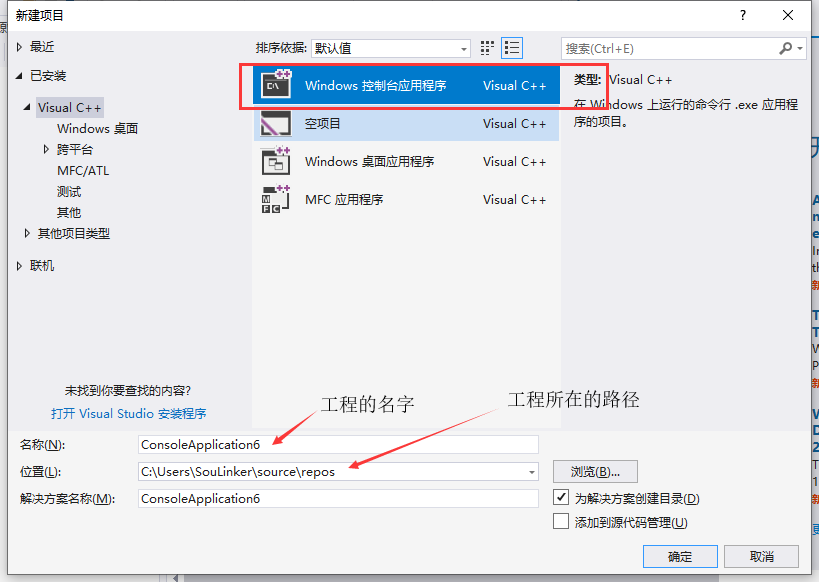 新建项目
?
最近
已安装
Visual C++
Windows 桌面
跨平台
MFC/ATL
测试
其他
其他项目类型
联机
未找到你要查找的内容?
打开 Visual Studio 安装程序
排序依据: 默认值
搜索(Ctrl+E)
Windows 控制台应用程序 Visual C++
空项目 Visual C++
Windows 桌面应用程序 Visual C++
MFC 应用程序 Visual C++
类型: Visual C++
在 Windows 上运行的命令行 .exe 应用程
序的项目。
工程的名字
工程所在的路径
名称(N): ConsoleApplication6
位置(L): C:\Users\SouLinker\source\repos
浏览(B)...
解决方案名称(M): ConsoleApplication6
为解决方案创建目录(D)
添加到源代码管理(U)
确定
取消